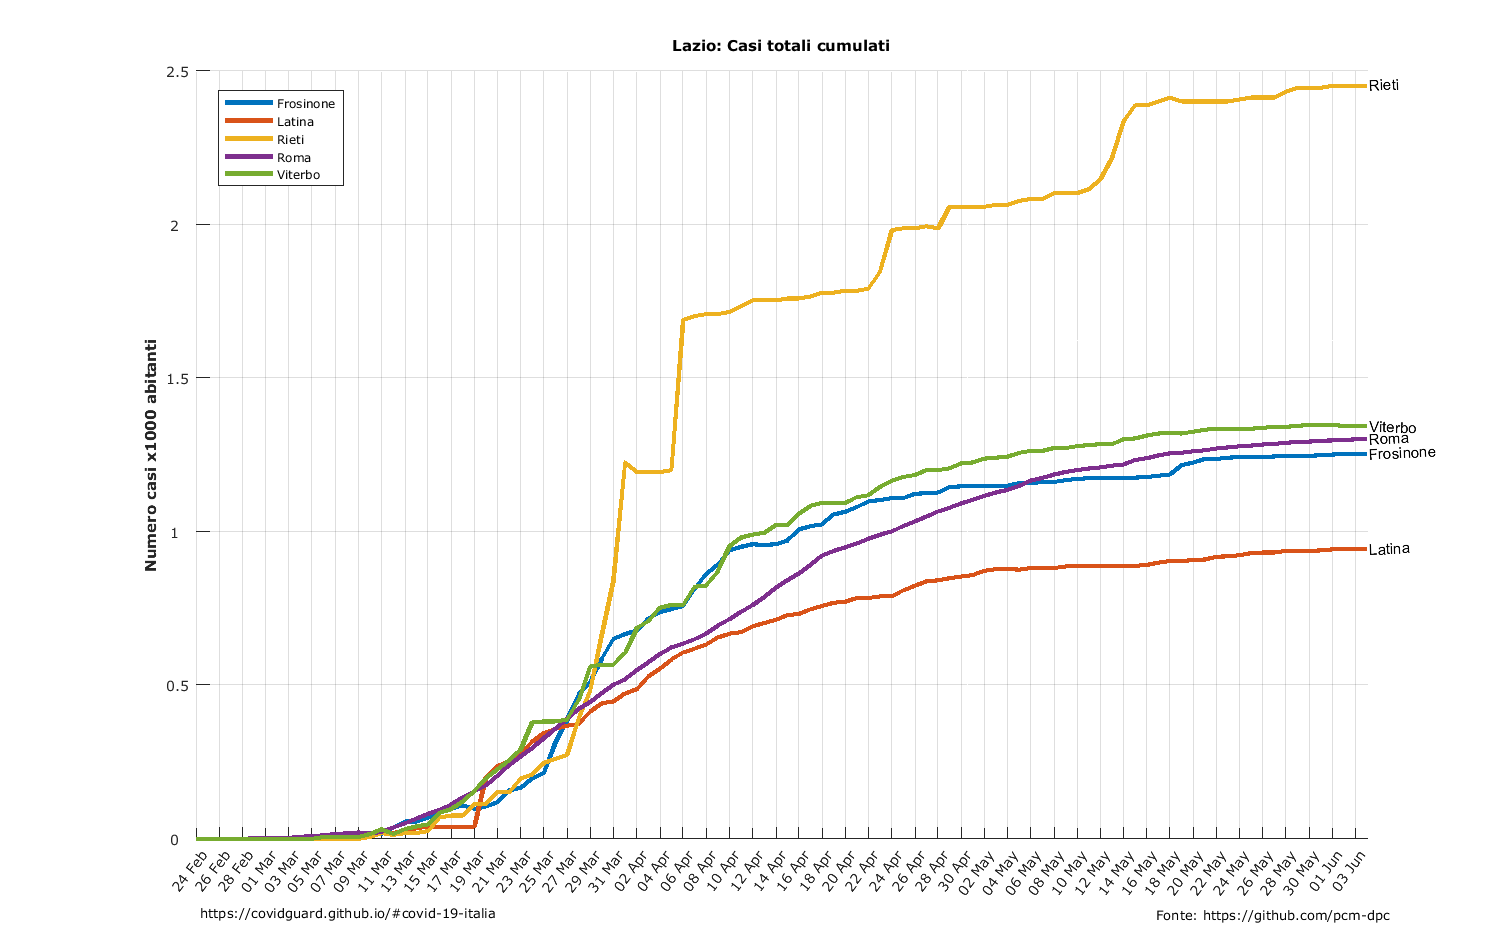 Lazio: Casi totali cumulati
2.5
2
1.5
1
0.5
0
Numero casi x1000 abitanti
Frosinone
Latina
Rieti
Roma
Viterbo
Rieti
Viterbo
Roma
Frosinone
Latina
24 Feb
26 Feb
28 Feb
01 Mar
03 Mar
05 Mar
07 Mar
09 Mar
11 Mar
13 Mar
15 Mar
17 Mar
19 Mar
21 Mar
23 Mar
25 Mar
27 Mar
29 Mar
31 Mar
02 Apr
04 Apr
06 Apr
08 Apr
10 Apr
12 Apr
14 Apr
16 Apr
18 Apr
20 Apr
22 Apr
24 Apr
26 Apr
28 Apr
30 Apr
02 May
04 May
06 May
08 May
10 May
12 May
14 May
16 May
18 May
20 May
22 May
24 May
26 May
28 May
30 May
01 Jun
03 Jun
https://covidguard.github.io/#covid-19-italia
Fonte: https://github.com/pcm-dpc